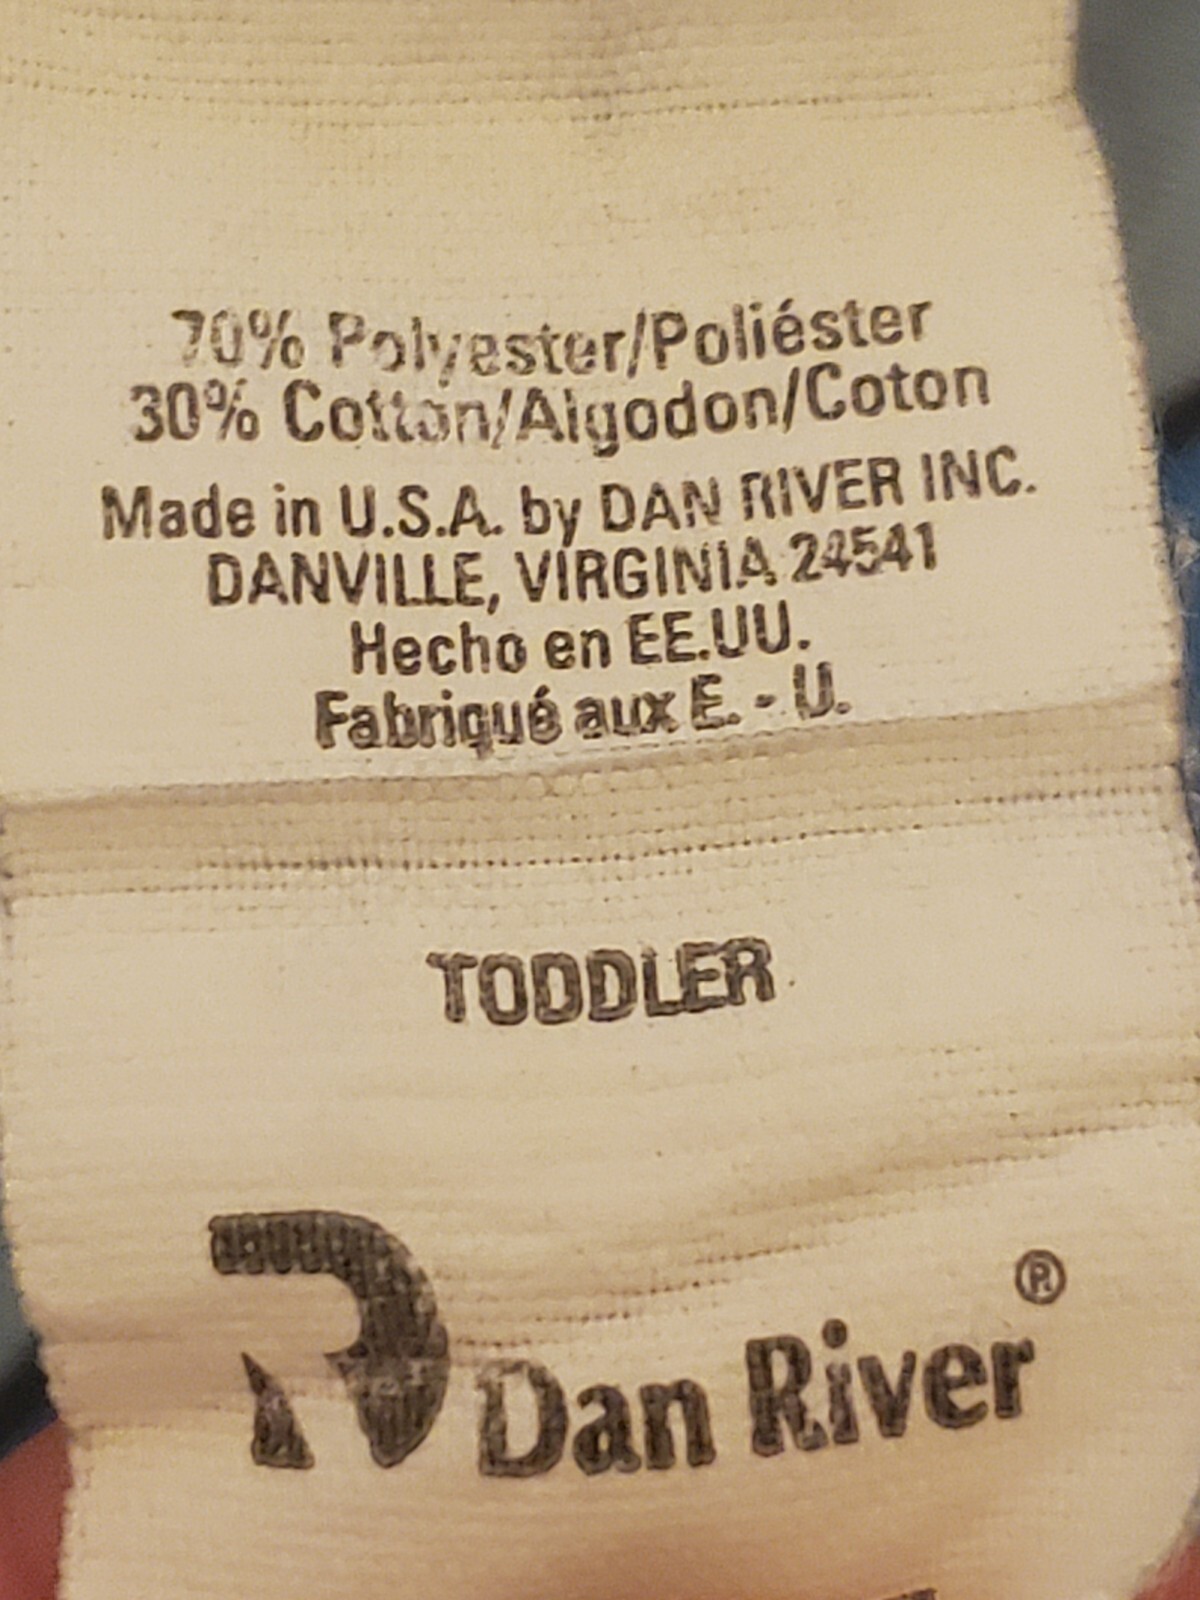 70% Polyester/Poliéster
30% Cotton/Algodon/Coton
Made in U.S.A. by DAN RIVER INC.
DANVILLE, VIRGINIA 24541
Hecho en EE.UU.
Fabriqué aux E. - U.
TODDLER
Dan River®